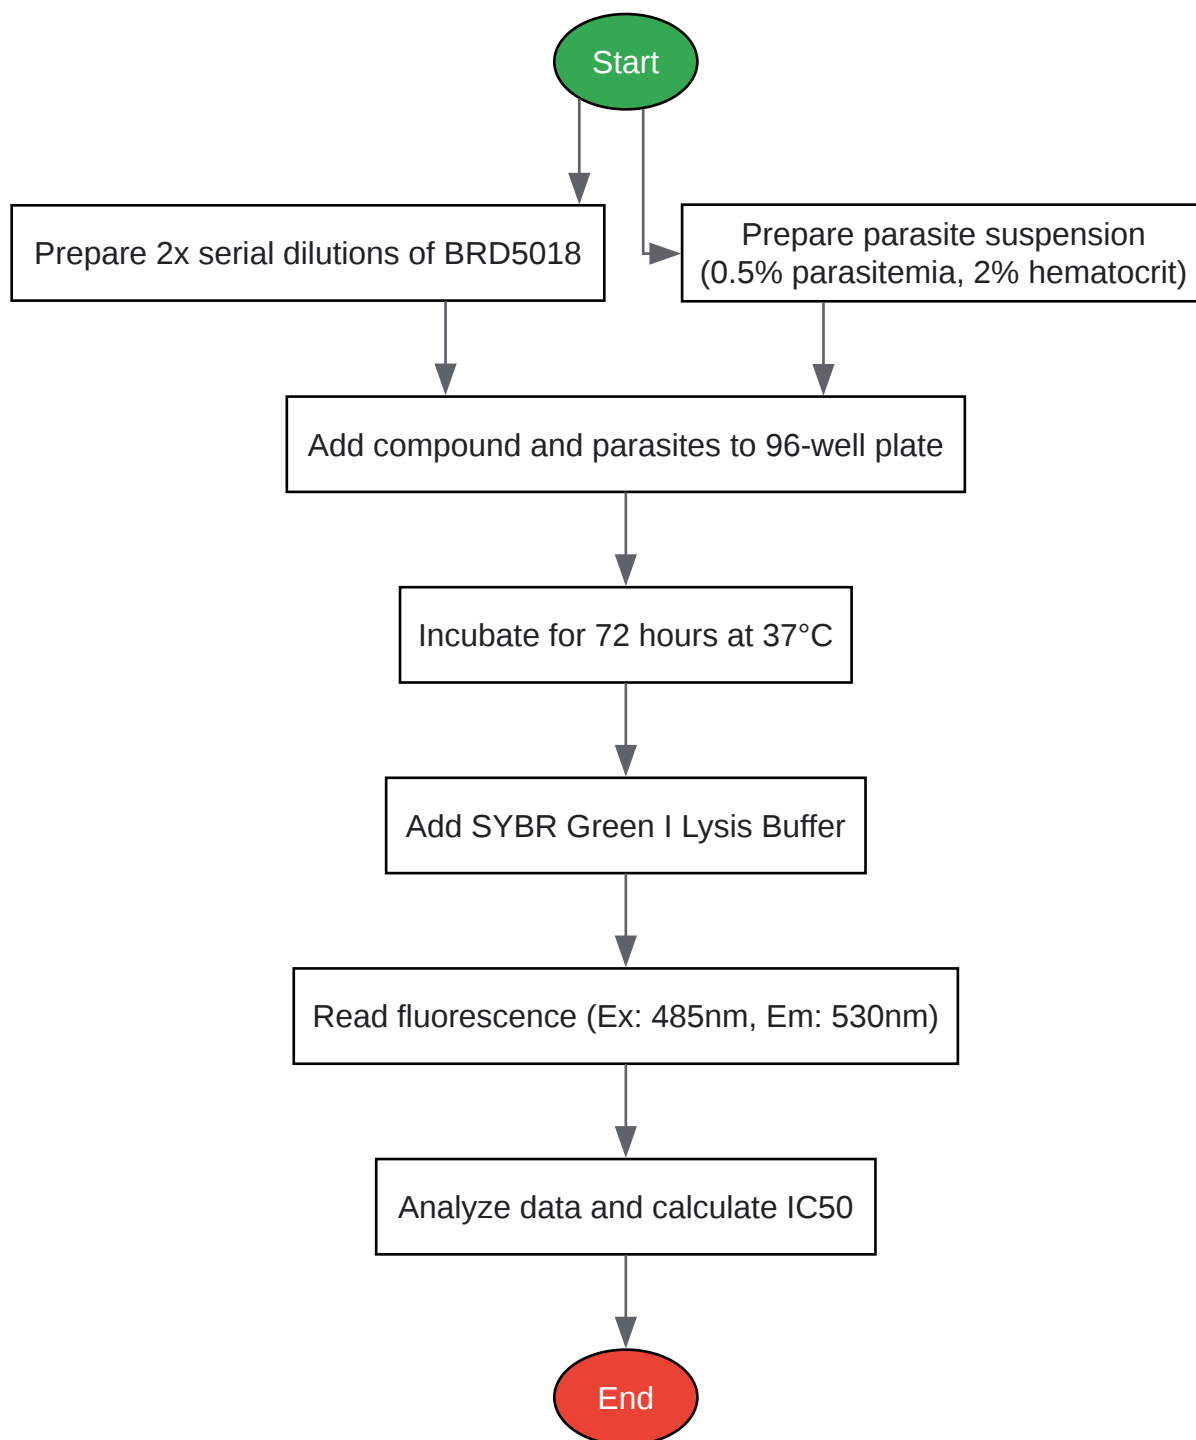 Start
Prepare 2x serial dilutions of BRD5018
Prepare parasite suspension
(0.5% parasitemia, 2% hematocrit)
Add compound and parasites to 96-well plate
Incubate for 72 hours at 37°C
Add SYBR Green I Lysis Buffer
Read fluorescence (Ex: 485nm, Em: 530nm)
Analyze data and calculate IC50
End